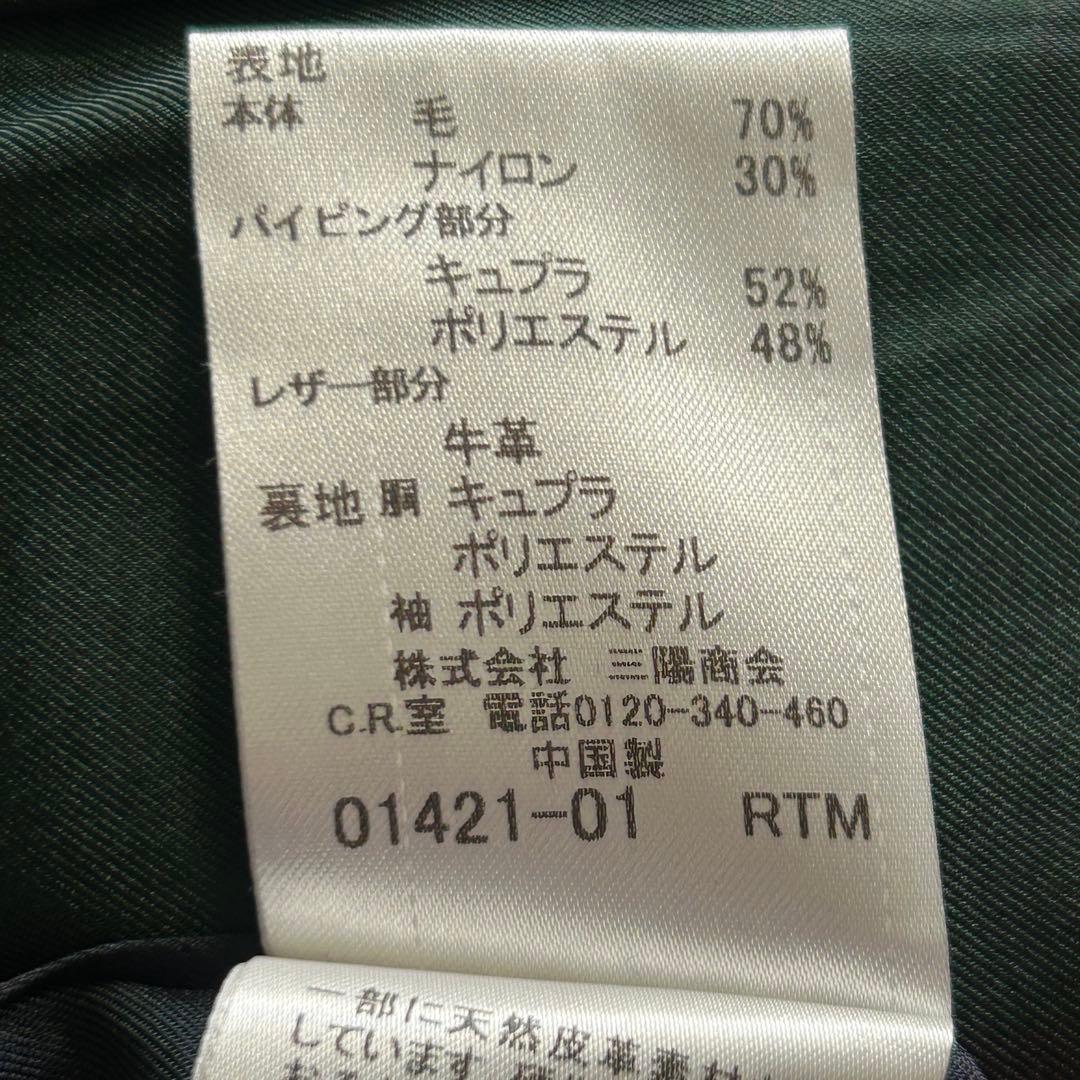 表地
本体 毛 70%
ナイロン 30%
パイピング部分
キュプラ 52%
ポリエステル 48%
レザー部分
牛革
裏地 胴 キュプラ
ポリエステル
袖 ポリエステル
株式会社 三陽商会
C.R.室 電話0120-340-460
中国製
01421-01 RTM
一部に天然皮革素材
しています